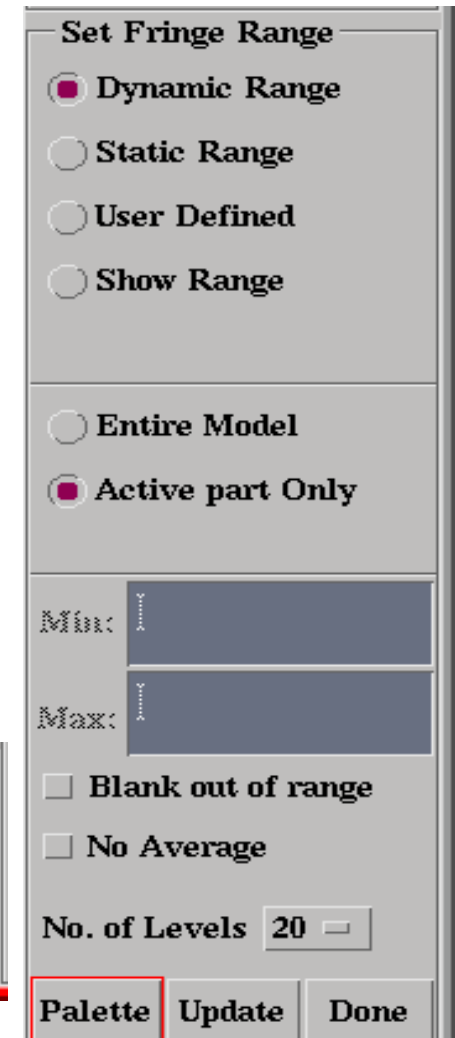 Set Fringe Range
Dynamic Range
Static Range
User Defined
Show Range
Entire Model
Active part Only
Min:
Max:
Blank out of range
No Average
No. of Levels 20
Palette Update Done